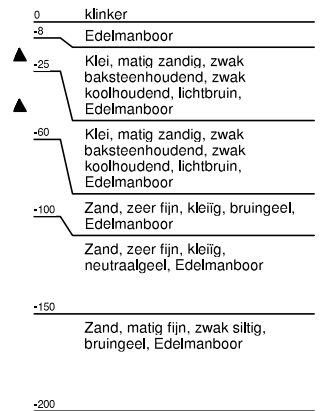 0 klinker
-8 Edelmanboor
-25 Klei, matig zandig, zwak
baksteenhoudend, zwak
koolhoudend, lichtbruin,
Edelmanboor
-60 Klei, matig zandig, zwak
baksteenhoudend, zwak
koolhoudend, lichtbruin,
Edelmanboor
-100 Zand, zeer fijn, kleiïg, bruingeel,
Edelmanboor
Zand, zeer fijn, kleiïg,
neutraalgeel, Edelmanboor
-150
Zand, matig fijn, zwak siltig,
bruingeel, Edelmanboor
-200